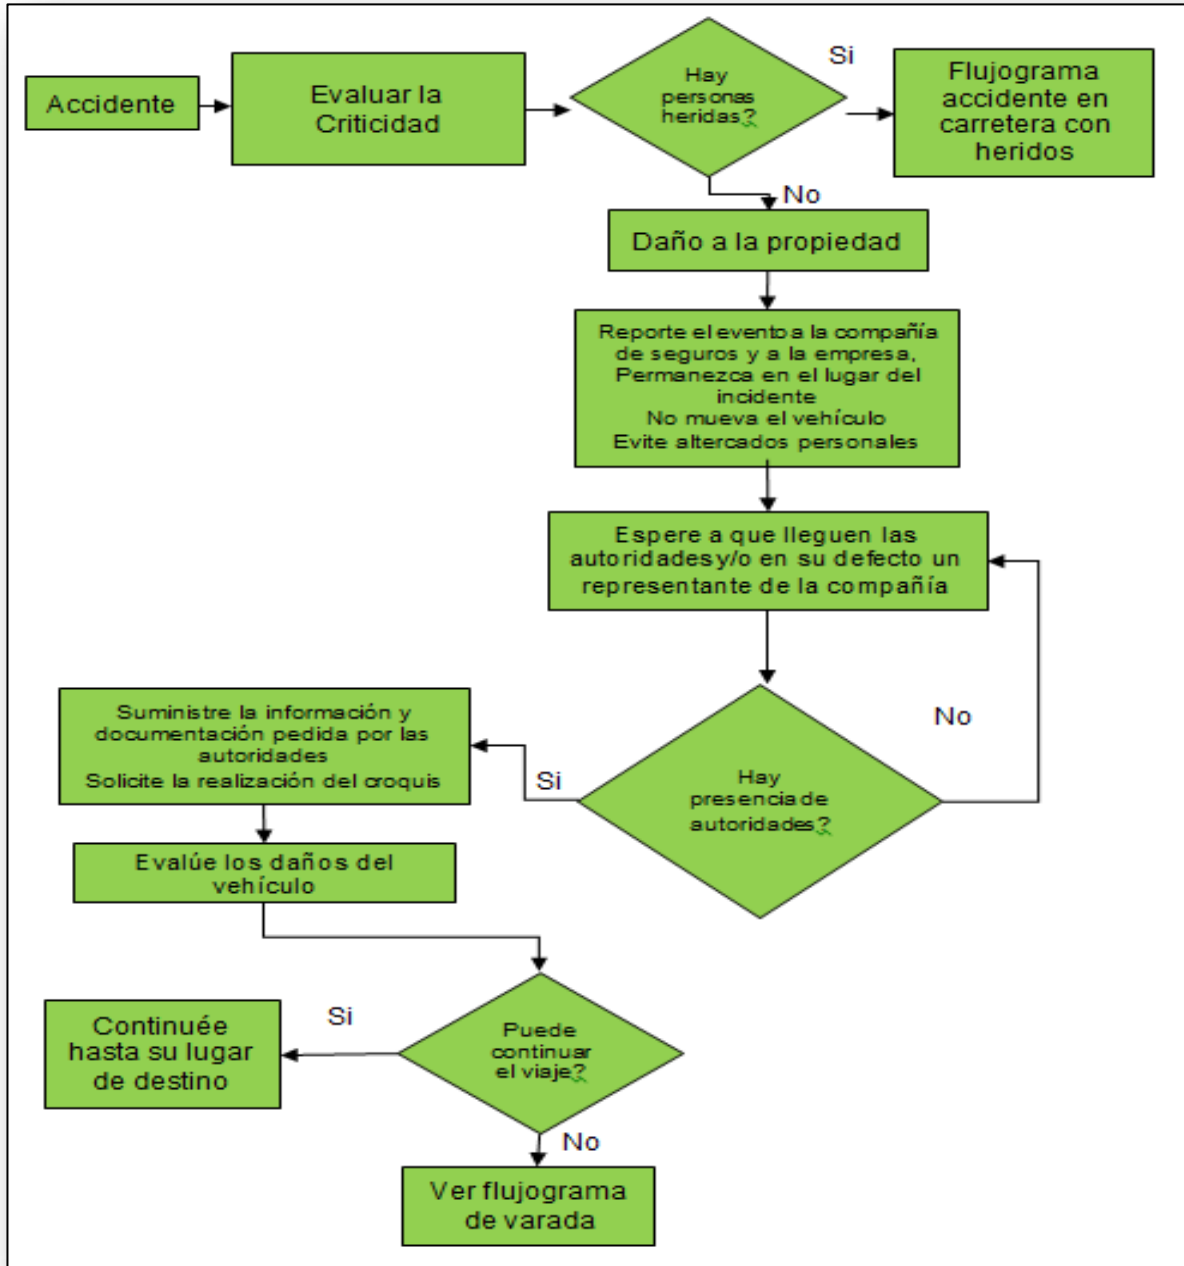 Accidente
Evaluar la
Criticidad
Hay
personas
heridas?
Si
Flujograma
accidente en
carretera con
heridos
No
Daño a la propiedad
Reporte el evento a la compañía
de seguros y a la empresa,
Permanezca en el lugar del
incidente
No mueva el vehículo
Evite altercados personales
Espere a que lleguen las
autoridades y/o en su defecto un
representante de la compañía
Hay
presencia de
autoridades?
No
Si
Suministre la información y
documentación pedida por las
autoridades
Solicite la realización del croquis
Evalúe los daños del
vehículo
Puede
continuar
el viaje?
Si
Continuée
hasta su lugar
de destino
No
Ver flujograma
de varada